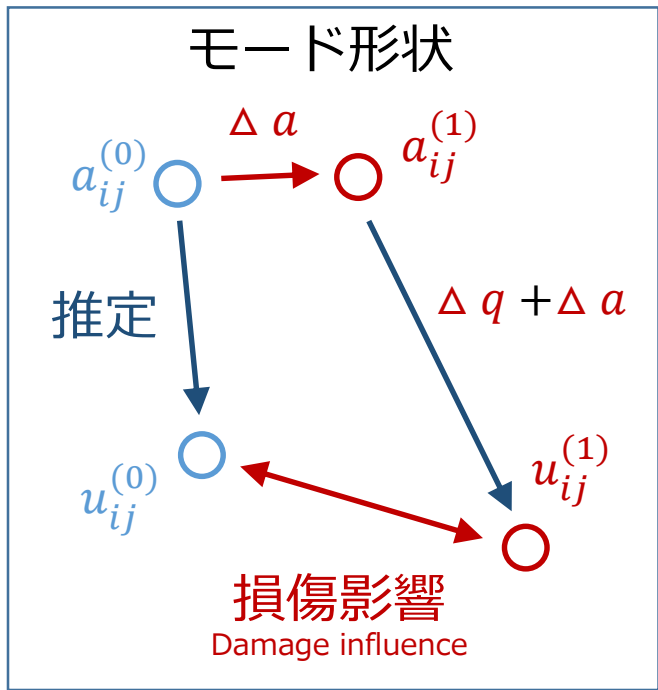 モード形状
△ a
a_{ij}^{(0)}
a_{ij}^{(1)}
推定
△ q +△ a
u_{ij}^{(0)}
u_{ij}^{(1)}
損傷影響
Damage influence